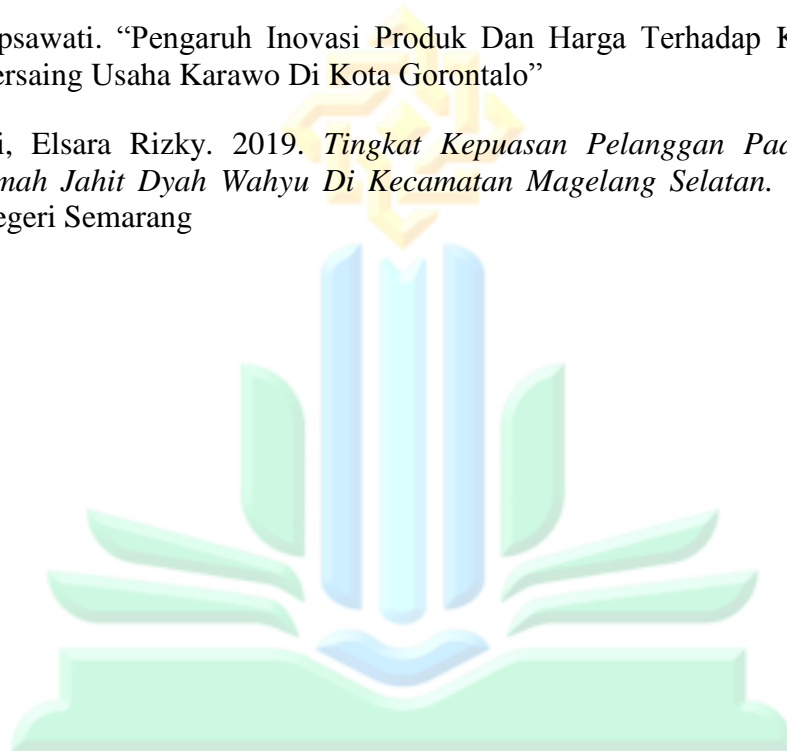 psawati. “Pengaruh Inovasi Produk Dan Harga Terhadap K
ersaing Usaha Karawo Di Kota Gorontalo”
i, Elsara Rizky. 2019. Tingkat Kepuasan Pelanggan Pad
mah Jahit Dyah Wahyu Di Kecamatan Magelang Selatan.
egeri Semarang